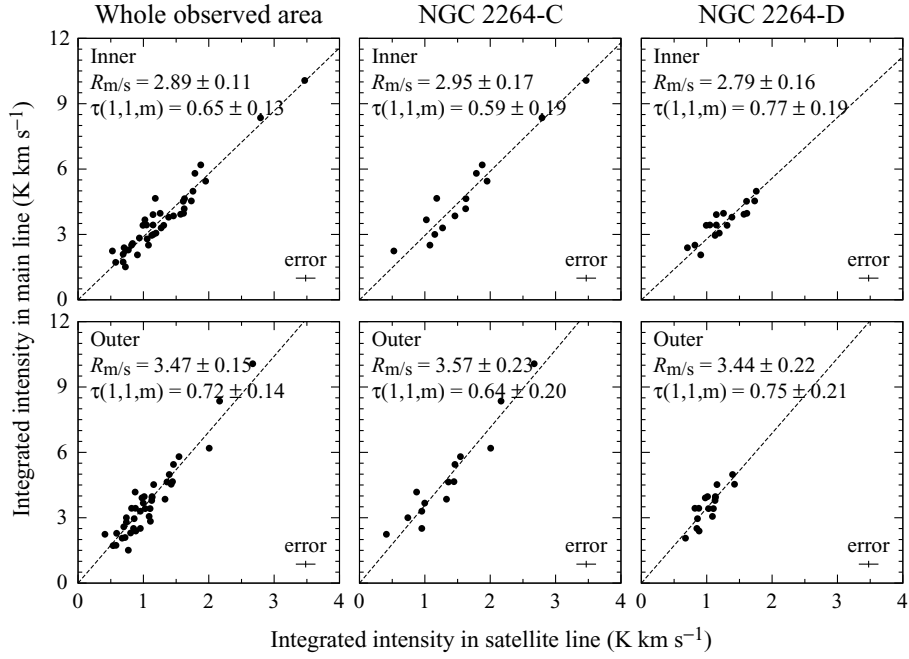 Whole observed area NGC 2264-C NGC 2264-D
Integrated intensity in main line (K km s⁻¹)
12
9
6
3
0
Inner
R_m/s = 2.89 ± 0.11
τ(1,1,m) = 0.65 ± 0.13
error
Inner
R_m/s = 2.95 ± 0.17
τ(1,1,m) = 0.59 ± 0.19
error
Inner
R_m/s = 2.79 ± 0.16
τ(1,1,m) = 0.77 ± 0.19
error
12
9
6
3
0
Outer
R_m/s = 3.47 ± 0.15
τ(1,1,m) = 0.72 ± 0.14
error
Outer
R_m/s = 3.57 ± 0.23
τ(1,1,m) = 0.64 ± 0.20
error
Outer
R_m/s = 3.44 ± 0.22
τ(1,1,m) = 0.75 ± 0.21
error
0 1 2 3 4 0 1 2 3 4 0 1 2 3 4
Integrated intensity in satellite line (K km s⁻¹)